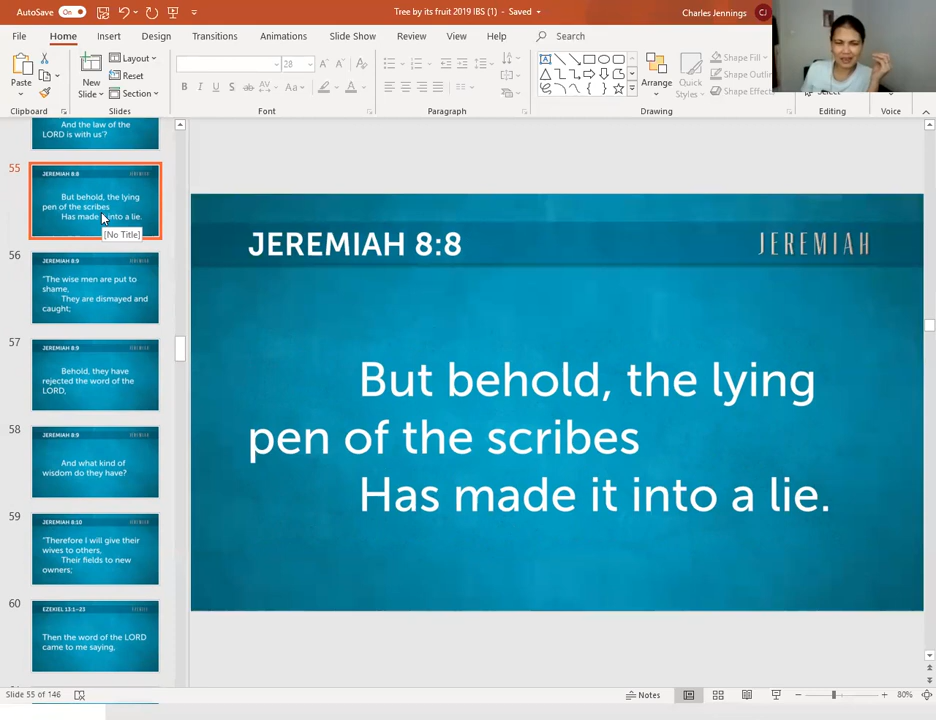 AutoSave On
Tree by its fruit 2019 IBS (1) - Saved
Charles Jennings CJ
File Home Insert Design Transitions Animations Slide Show Review View Help Search
Paste
New
Slide
Layout
Reset
Section
28
Arrange
Quick
Styles
Shape Fill
Shape Outlin
Shape Effects
Clipboard Slides Font Paragraph Drawing Editing Voice
And the law of the
LORD is with us'?
55
JEREMIAH 8:8
But behold, the lying
pen of the scribes
Has made into a lie.
[No Title]
56
JEREMIAH 8:9
"The wise men are put to
shame,
They are dismayed and
caught;
57
JEREMIAH 8:9
Behold, they have
rejected the word of the
LORD,
58
JEREMIAH 8:9
And what kind of
wisdom do they have?
59
JEREMIAH 8:10
"Therefore I will give their
wives to others,
Their fields to new
owners;
60
EZEKIEL 13:1–23
Then the word of the LORD
came to me saying,
JEREMIAH 8:8 JEREMIAH
But behold, the lying
pen of the scribes
Has made it into a lie.
Slide 55 of 146
Notes
80%